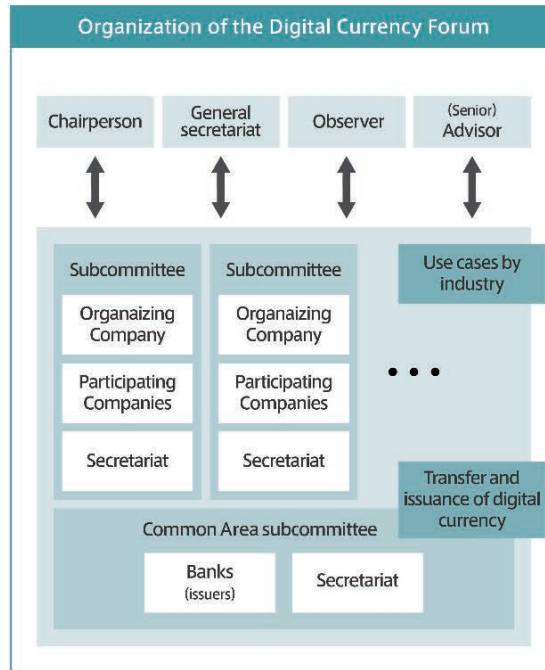 Organization of the Digital Currency Forum
Chairperson
General
secretariat
Observer
(Senior)
Advisor
Subcommittee
Organaizing
Company
Participating
Companies
Secretariat
Subcommittee
Organaizing
Company
Participating
Companies
Secretariat
Use cases by
industry
• • •
Transfer and
issuance of digital
currency
Common Area subcommittee
Banks
(issuers)
Secretariat